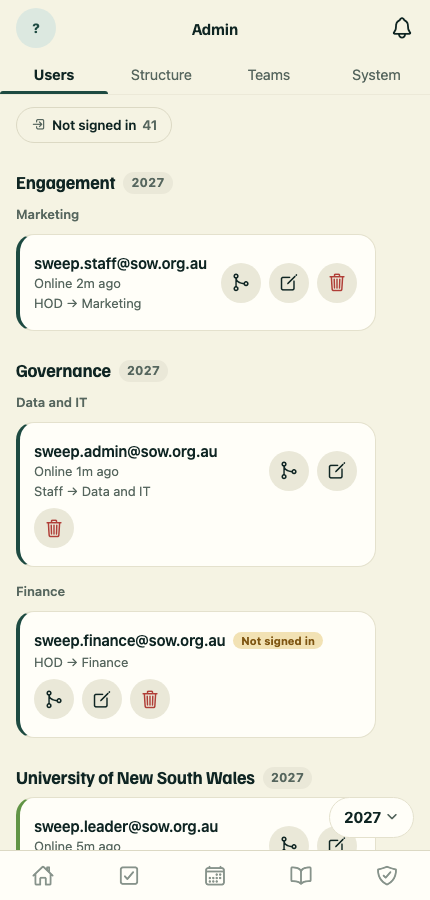 ?
Admin
Users
Structure
Teams
System
Not signed in 41
Engagement 2027
Marketing
sweep.staff@sow.org.au
Online 2m ago
HOD → Marketing
Governance 2027
Data and IT
sweep.admin@sow.org.au
Online 1m ago
Staff → Data and IT
Finance
sweep.finance@sow.org.au Not signed in
HOD → Finance
University of New South Wales 2027
sweep.leader@sow.org.au
Online 5m ago
2027